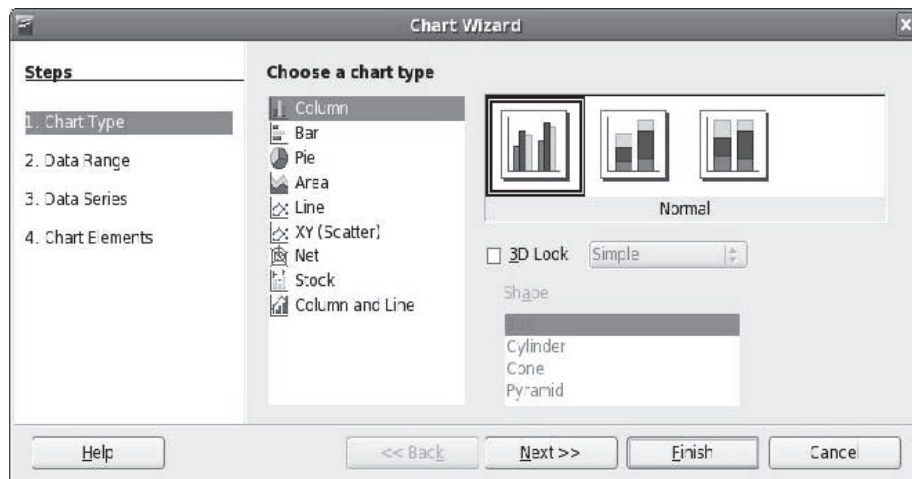 Chart Wizard
Steps
1. Chart Type
2. Data Range
3. Data Series
4. Chart Elements
Choose a chart type
Column
Bar
Pie
Area
Line
XY (Scatter)
Net
Stock
Column and Line
Normal
3D Look
Simple
Shape
Cylinder
Cone
Pyramid
Help
<< Back
Next >>
Finish
Cancel